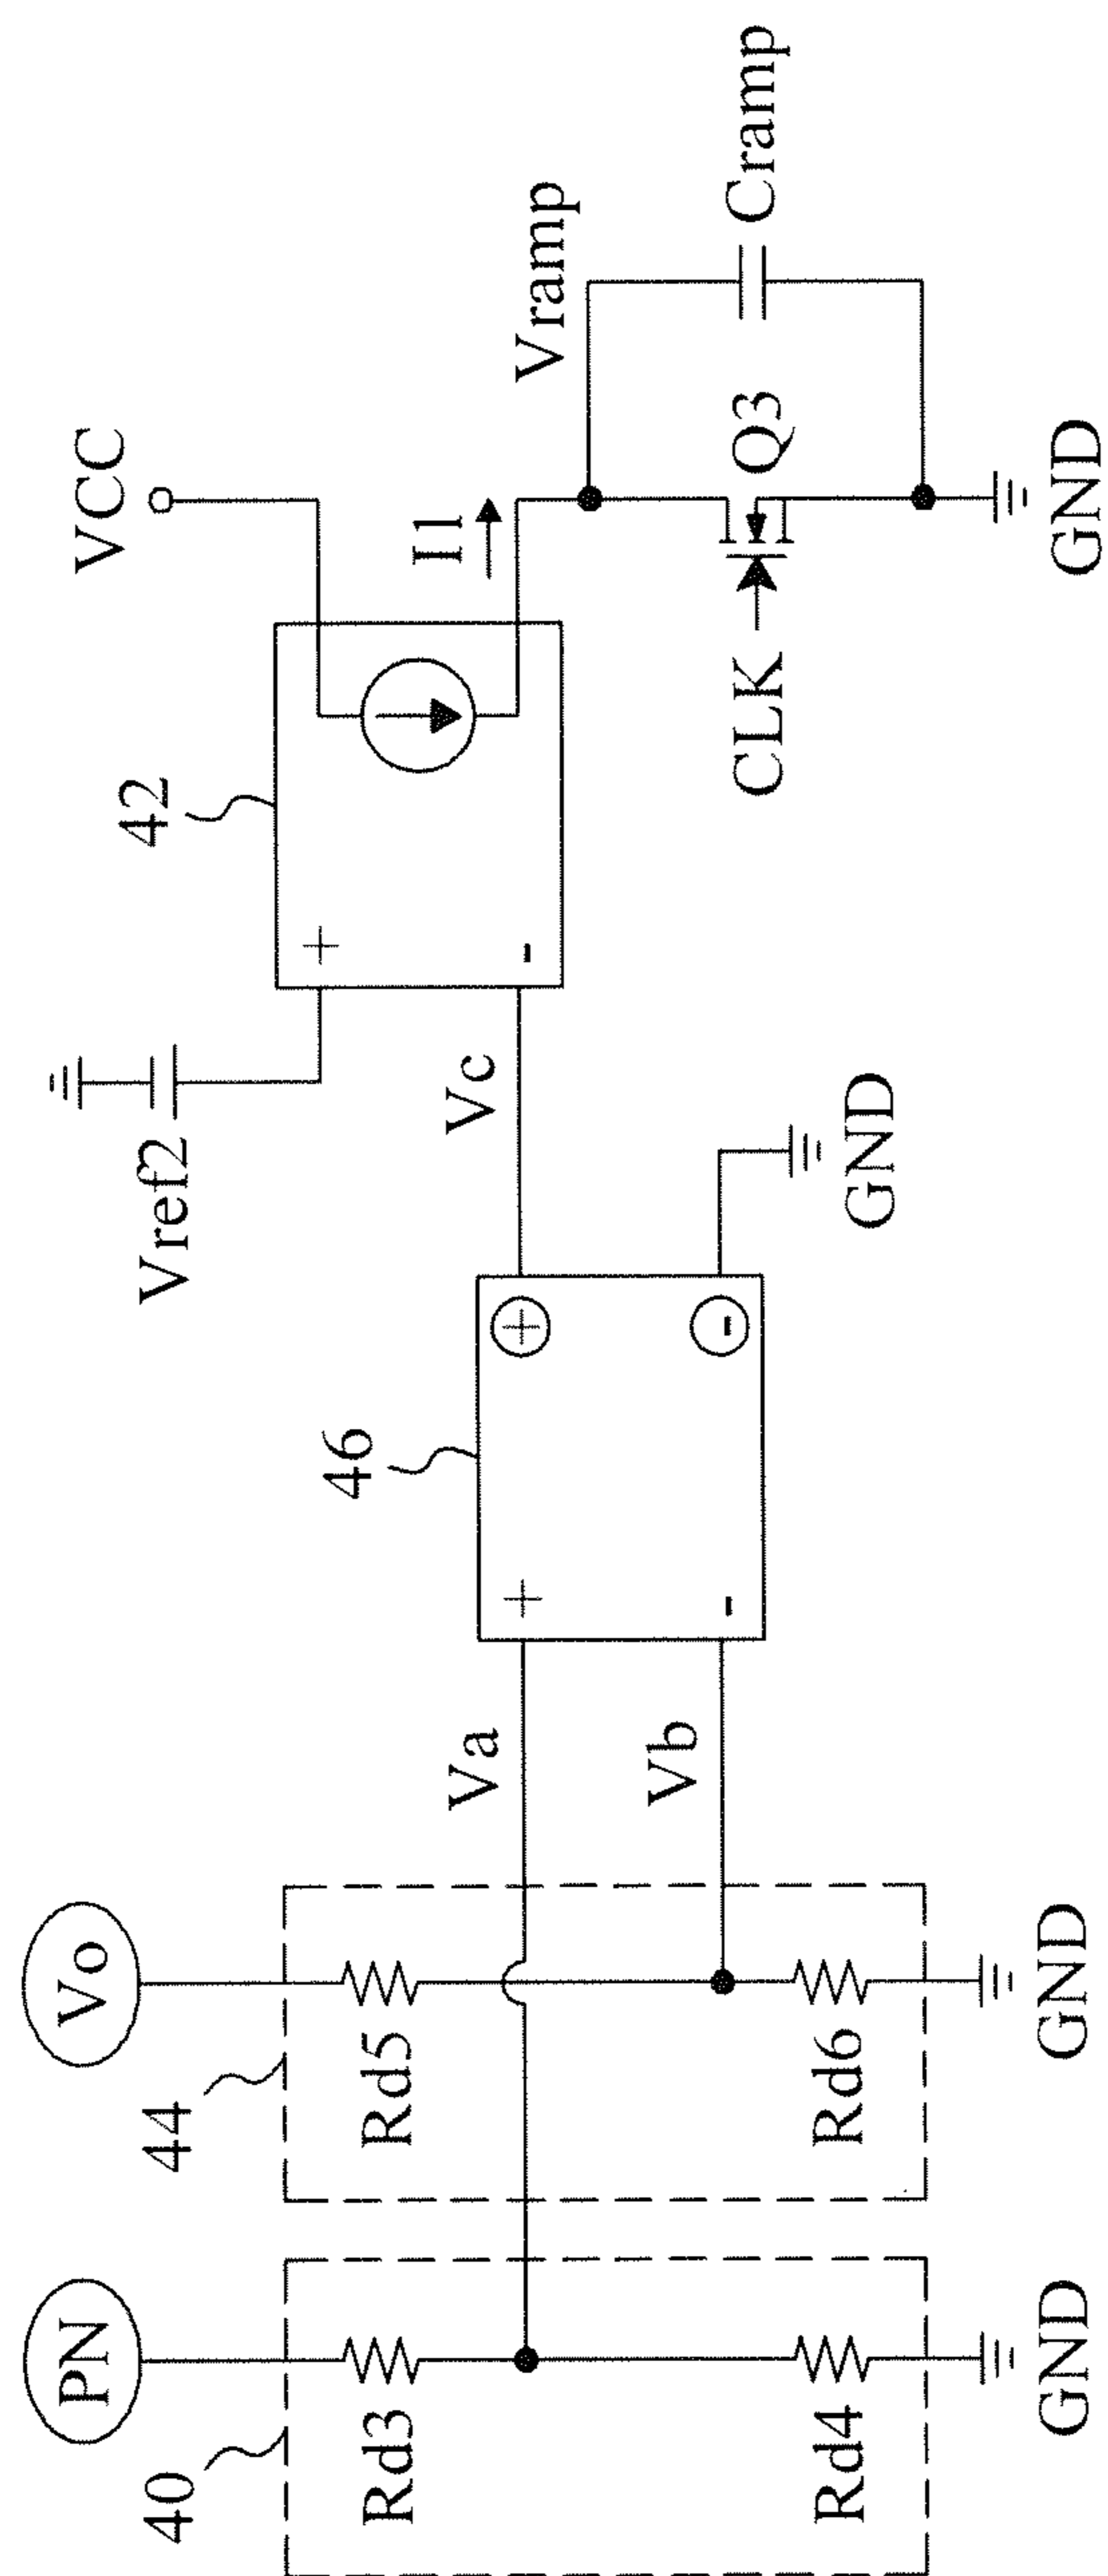 PN
Vo
40
44
Rd3
Rd4
Rd5
Rd6
GND
GND
Va
Vb
+
-
46
+
-
GND
Vc
Vref2
+
-
42
VCC
I1
Vramp
CLK
Q3
Cramp
GND